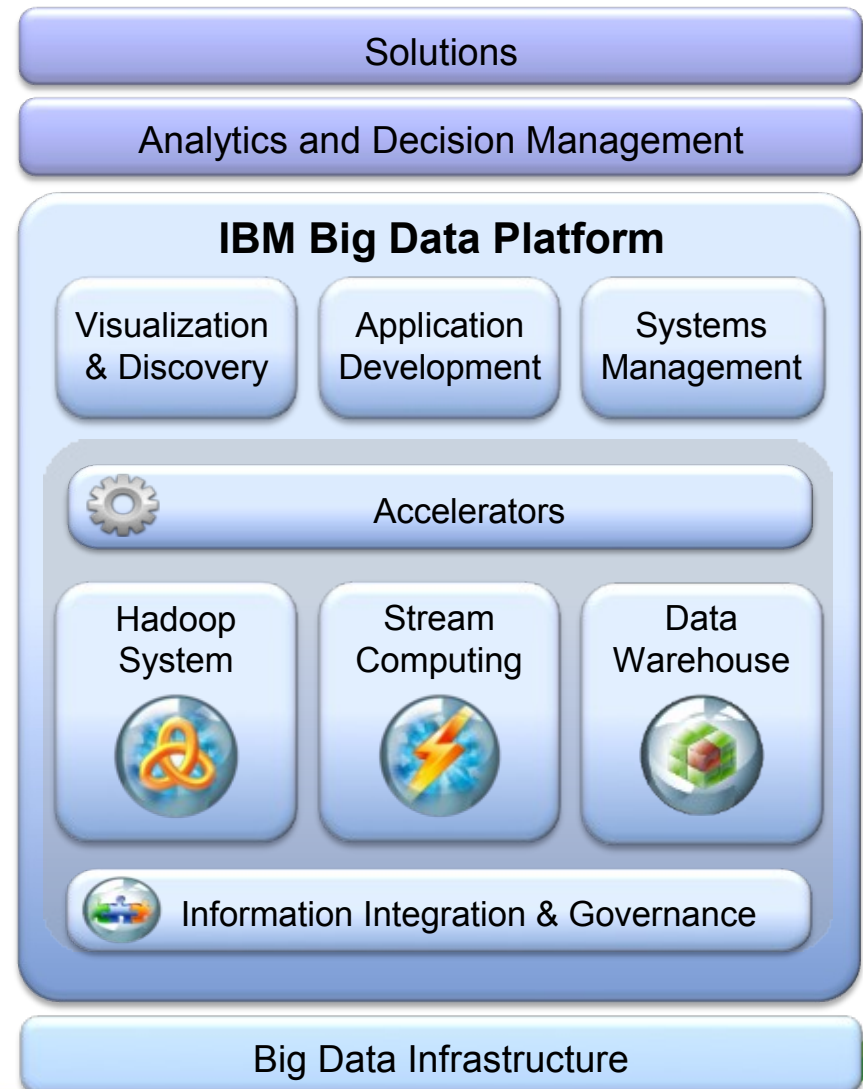 Solutions
Analytics and Decision Management
IBM Big Data Platform
Visualization
& Discovery
Application
Development
Systems
Management
Accelerators
Hadoop
System
Stream
Computing
Data
Warehouse
Information Integration & Governance
Big Data Infrastructure